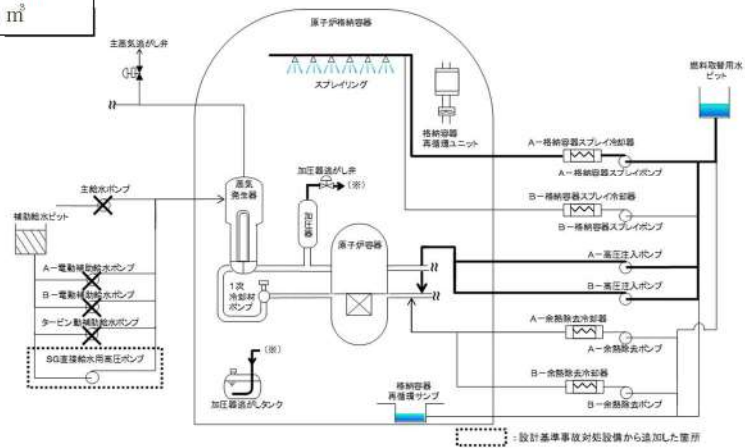 m³
主蒸気逃がし弁
原子炉格納容器
スプレイリング
格納容器
再循環ユニット
燃料取替用水
ピット
A－格納容器スプレイ冷却器
A－格納容器スプレイポンプ
B－格納容器スプレイ冷却器
B－格納容器スプレイポンプ
主給水ポンプ
補助給水ピット
蒸気
発生器
加圧器逃がし弁
(※)
加圧器
原子炉容器
A－高圧注入ポンプ
B－高圧注入ポンプ
A－電動補助給水ポンプ
B－電動補助給水ポンプ
タービン動補助給水ポンプ
SG直接給水用高圧ポンプ
1次
冷却材
ポンプ
A－余熱除去冷却器
A－余熱除去ポンプ
B－余熱除去冷却器
B－余熱除去ポンプ
(※)
加圧器逃がしタンク
格納容器
再循環サンプ
：設計基準事故対処設備から追加した箇所